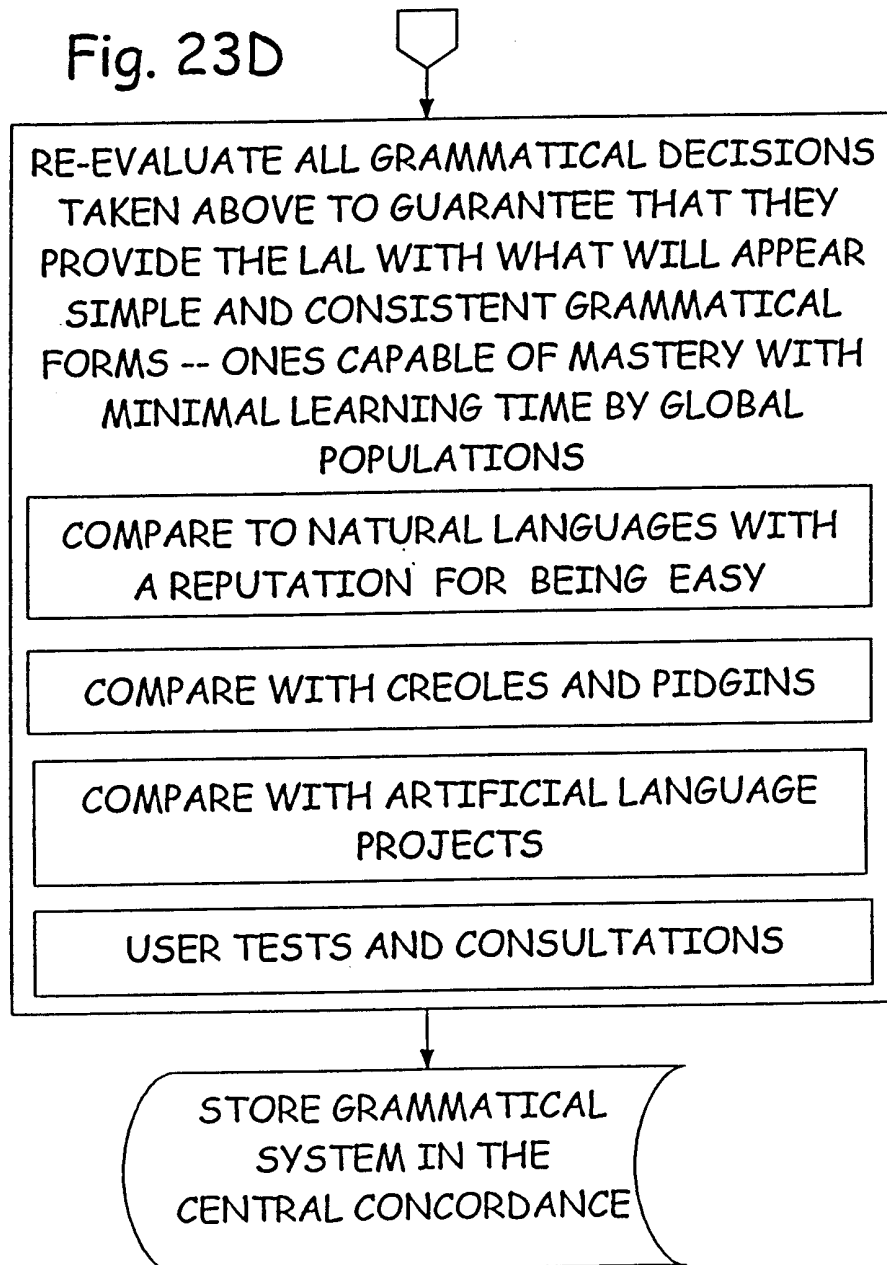 Fig. 23D
RE-EVALUATE ALL GRAMMATICAL DECISIONS
TAKEN ABOVE TO GUARANTEE THAT THEY
PROVIDE THE LAL WITH WHAT WILL APPEAR
SIMPLE AND CONSISTENT GRAMMATICAL
FORMS -- ONES CAPABLE OF MASTERY WITH
MINIMAL LEARNING TIME BY GLOBAL
POPULATIONS
COMPARE TO NATURAL LANGUAGES WITH
A REPUTATION FOR BEING EASY
COMPARE WITH CREOLES AND PIDGINS
COMPARE WITH ARTIFICIAL LANGUAGE
PROJECTS
USER TESTS AND CONSULTATIONS
STORE GRAMMATICAL
SYSTEM IN THE
CENTRAL CONCORDANCE